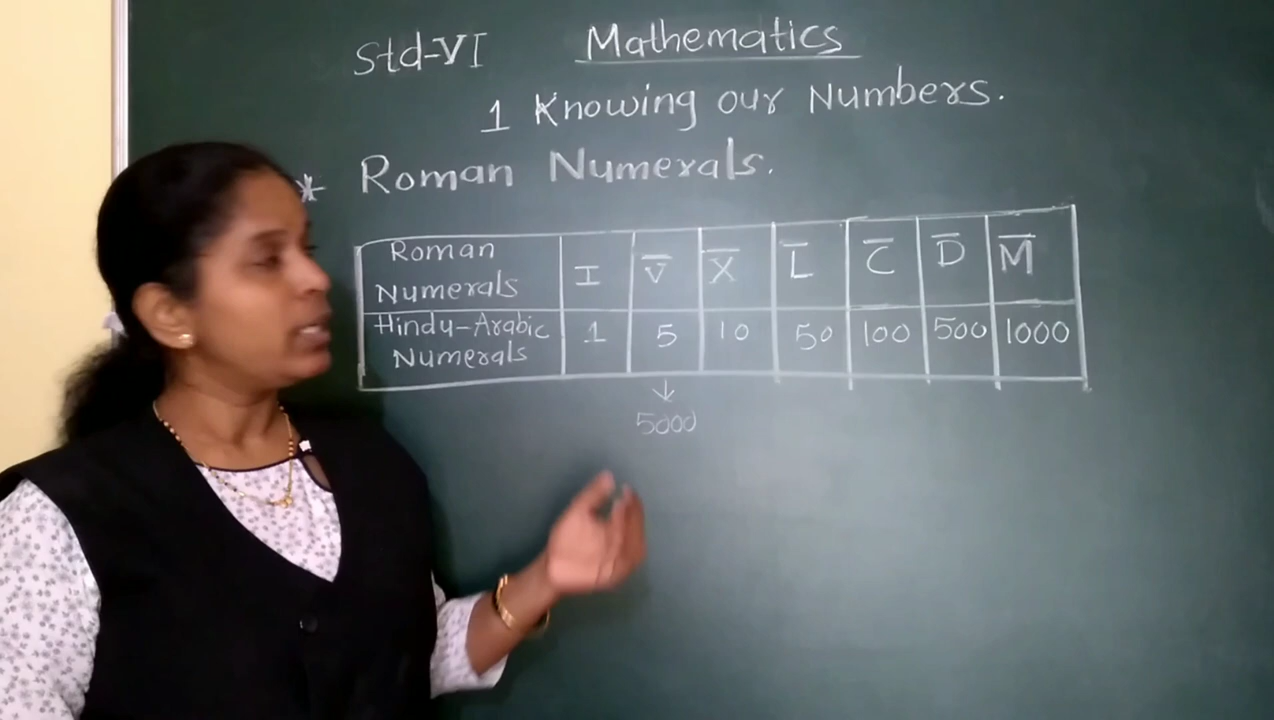 Std-VI Mathematics
1 Knowing our Numbers.
* Roman Numerals.
Roman Numerals I V̅ X̅ L̅ C̅ D̅ M̅
Hindu-Arabic Numerals 1 5 10 50 100 500 1000
↓
5000